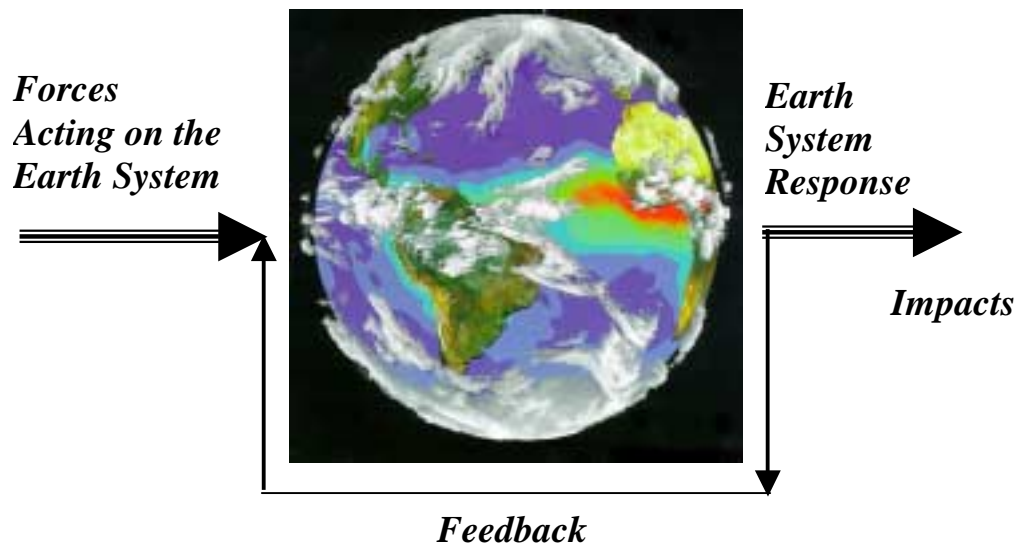 Forces
Acting on the
Earth System
Earth
System
Response
Impacts
Feedback